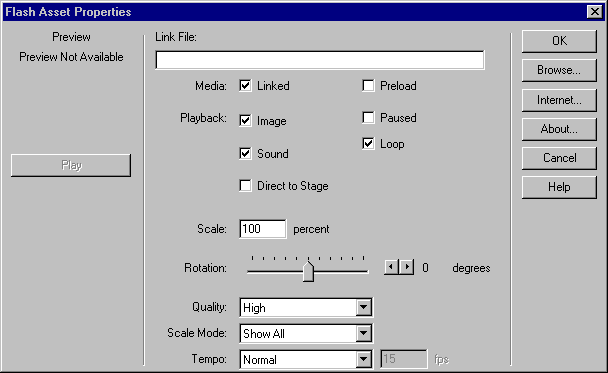 Flash Asset Properties
Preview
Preview Not Available
Play
Link File:
Media: Linked Preload
Playback: Image Paused
Sound Loop
Direct to Stage
Scale: 100 percent
Rotation: 0 degrees
Quality: High
Scale Mode: Show All
Tempo: Normal 15 fps
OK
Browse...
Internet...
About...
Cancel
Help